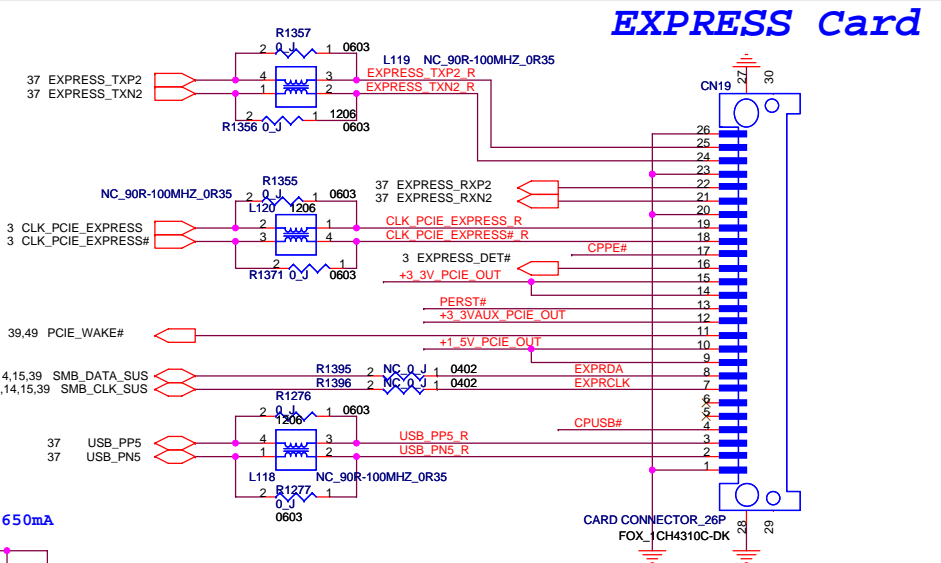 EXPRESS Card
R1357
2 0_J 1 0603
L119 NC_90R-100MHZ_0R35
37 EXPRESS_TXP2 4 3 EXPRESS_TXP2_R
37 EXPRESS_TXN2 1 2 EXPRESS_TXN2_R
2 1 1206
R1356 0_J 0603
CN19
27
30
26
25
24
23
22
21
20
19
18
17
16
15
14
13
12
11
10
9
8
7
6
5
4
3
2
1
R1355
NC_90R-100MHZ_0R35 2 0_J 1 0603
L120 1206
37 EXPRESS_RXP2
37 EXPRESS_RXN2
3 CLK_PCIE_EXPRESS 2 1 CLK_PCIE_EXPRESS_R
3 CLK_PCIE_EXPRESS# 3 4 CLK_PCIE_EXPRESS#_R
CPPE#
3 EXPRESS_DET#
2 1
R1371 0_J 0603
+3_3V_PCIE_OUT
PERST#
+3_3VAUX_PCIE_OUT
39,49 PCIE_WAKE#
+1_5V_PCIE_OUT
4,15,39 SMB_DATA_SUS R1395 2 NC_0_J 1 0402 EXPRDA
,14,15,39 SMB_CLK_SUS R1396 2 NC_0_J 1 0402 EXPRCLK
R1276
2 0_J 1 0603
1206
CPUSB#
37 USB_PP5 4 3 USB_PP5_R
37 USB_PN5 1 2 USB_PN5_R
L118 NC_90R-100MHZ_0R35
R1277
2 1
0_J
0603
650mA
CARD CONNECTOR_26P
FOX_1CH4310C-DK
28
29